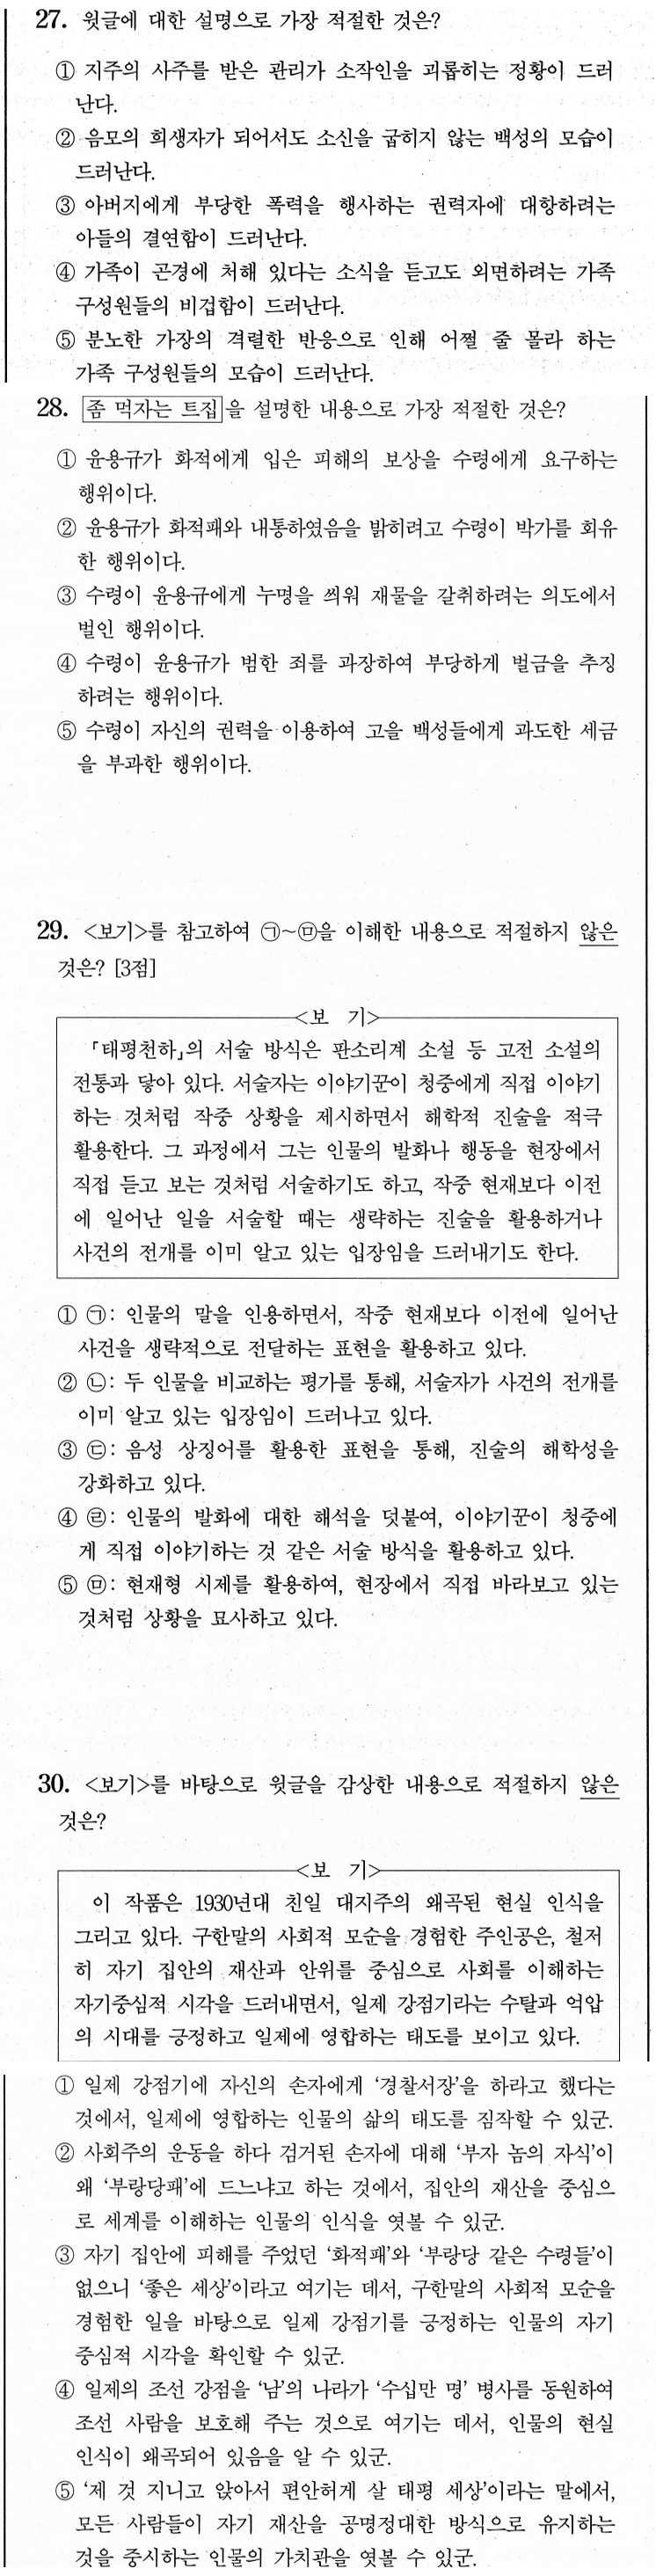 27. 윗글에 대한 설명으로 가장 적절한 것은?
① 지주의 사주를 받은 관리가 소작인을 괴롭히는 정황이 드러
난다.
② 음모의 희생자가 되어서도 소신을 굽히지 않는 백성의 모습이
드러난다.
③ 아버지에게 부당한 폭력을 행사하는 권력자에 대항하려는
아들의 결연함이 드러난다.
④ 가족이 곤경에 처해 있다는 소식을 듣고도 외면하려는 가족
구성원들의 비겁함이 드러난다.
⑤ 분노한 가장의 격렬한 반응으로 인해 어쩔 줄 몰라 하는
가족 구성원들의 모습이 드러난다.
28. 좀 먹자는 트집을 설명한 내용으로 가장 적절한 것은?
① 윤용규가 화적에게 입은 피해의 보상을 수령에게 요구하는
행위이다.
② 윤용규가 화적패와 내통하였음을 밝히려고 수령이 박가를 회유
한 행위이다.
③ 수령이 윤용규에게 누명을 씌워 재물을 갈취하려는 의도에서
벌인 행위이다.
④ 수령이 윤용규가 범한 죄를 과장하여 부당하게 벌금을 추징
하려는 행위이다.
⑤ 수령이 자신의 권력을 이용하여 고을 백성들에게 과도한 세금
을 부과한 행위이다.
29. <보기>를 참고하여 ㉠~㉤을 이해한 내용으로 적절하지 않은
것은? [3점]
<보 기>
「태평천하」의 서술 방식은 판소리계 소설 등 고전 소설의
전통과 닿아 있다. 서술자는 이야기꾼이 청중에게 직접 이야기
하는 것처럼 작중 상황을 제시하면서 해학적 진술을 적극
활용한다. 그 과정에서 그는 인물의 발화나 행동을 현장에서
직접 듣고 보는 것처럼 서술하기도 하고, 작중 현재보다 이전
에 일어난 일을 서술할 때는 생략하는 진술을 활용하거나
사건의 전개를 이미 알고 있는 입장임을 드러내기도 한다.
① ㉠: 인물의 말을 인용하면서, 작중 현재보다 이전에 일어난
사건을 생략적으로 전달하는 표현을 활용하고 있다.
② ㉡: 두 인물을 비교하는 평가를 통해, 서술자가 사건의 전개를
이미 알고 있는 입장임이 드러나고 있다.
③ ㉢: 음성 상징어를 활용한 표현을 통해, 진술의 해학성을
강화하고 있다.
④ ㉣: 인물의 발화에 대한 해석을 덧붙여, 이야기꾼이 청중에
게 직접 이야기하는 것 같은 서술 방식을 활용하고 있다.
⑤ ㉤: 현재형 시제를 활용하여, 현장에서 직접 바라보고 있는
것처럼 상황을 묘사하고 있다.
30. <보기>를 바탕으로 윗글을 감상한 내용으로 적절하지 않은
것은?
<보 기>
이 작품은 1930년대 친일 대지주의 왜곡된 현실 인식을
그리고 있다. 구한말의 사회적 모순을 경험한 주인공은, 철저
히 자기 집안의 재산과 안위를 중심으로 사회를 이해하는
자기중심적 시각을 드러내면서, 일제 강점기라는 수탈과 억압
의 시대를 긍정하고 일제에 영합하는 태도를 보이고 있다.
① 일제 강점기에 자신의 손자에게 '경찰서장'을 하라고 했다는
것에서, 일제에 영합하는 인물의 삶의 태도를 짐작할 수 있군.
② 사회주의 운동을 하다 검거된 손자에 대해 '부자 놈의 자식'이
왜 '부랑당패'에 드느냐고 하는 것에서, 집안의 재산을 중심으
로 세계를 이해하는 인물의 인식을 엿볼 수 있군.
③ 자기 집안에 피해를 주었던 '화적패'와 '부랑당 같은 수령들'이
없으니 '좋은 세상'이라고 여기는 데서, 구한말의 사회적 모순을
경험한 일을 바탕으로 일제 강점기를 긍정하는 인물의 자기
중심적 시각을 확인할 수 있군.
④ 일제의 조선 강점을 '남'의 나라가 '수십만 명' 병사를 동원하여
조선 사람을 보호해 주는 것으로 여기는 데서, 인물의 현실
인식이 왜곡되어 있음을 알 수 있군.
⑤ '제 것 지니고 앉아서 편안허게 살 태평 세상'이라는 말에서,
모든 사람들이 자기 재산을 공명정대한 방식으로 유지하는
것을 중시하는 인물의 가치관을 엿볼 수 있군.